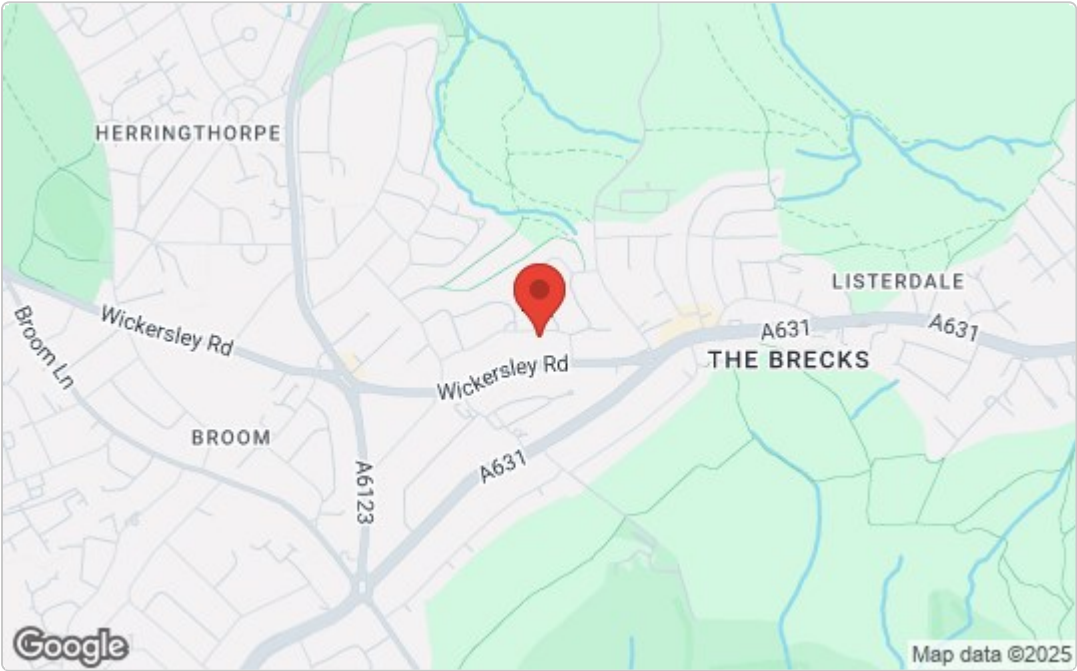 HERRINGTHORPE
LISTERDALE
Wickersley Rd
Broom Ln
A631
A631
THE BRECKS
Wickersley Rd
BROOM
A631
A6123
Google
Map data ©2025